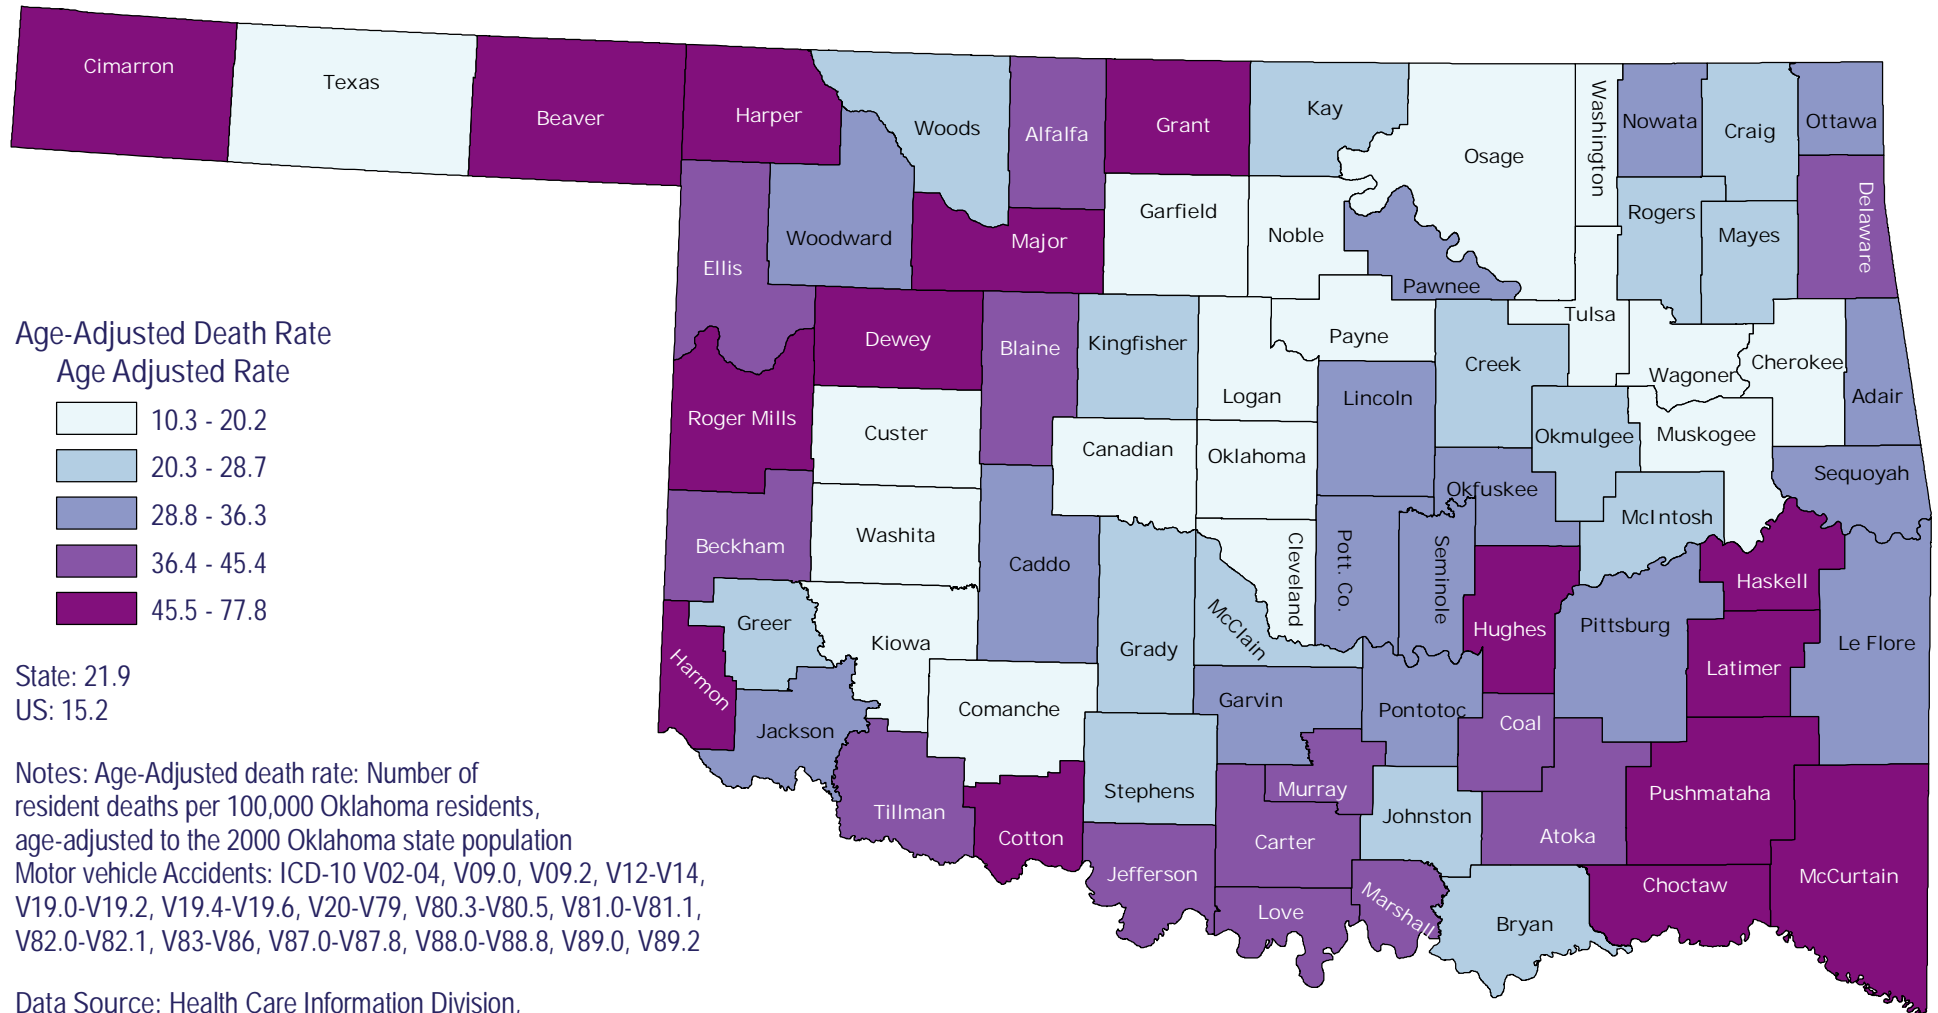 Cimarron
Texas
Beaver
Harper
Woods
Alfalfa
Grant
Kay
Osage
Washington
Nowata
Craig
Ottawa
Delaware
Rogers
Mayes
Garfield
Noble
Pawnee
Woodward
Major
Ellis
Dewey
Blaine
Kingfisher
Logan
Payne
Tulsa
Creek
Wagoner
Cherokee
Adair
Lincoln
Roger Mills
Custer
Canadian
Oklahoma
Okmulgee
Muskogee
Sequoyah
Okfuskee
McIntosh
Beckham
Washita
Caddo
Cleveland
Pott. Co.
Seminole
Haskell
Greer
Kiowa
Grady
McClain
Hughes
Pittsburg
Latimer
Le Flore
Harmon
Jackson
Comanche
Garvin
Pontotoc
Coal
Stephens
Murray
Johnston
Pushmataha
Tillman
Cotton
Jefferson
Carter
Atoka
McCurtain
Choctaw
Love
Marshall
Bryan
Age-Adjusted Death Rate
Age Adjusted Rate
10.3 - 20.2
20.3 - 28.7
28.8 - 36.3
36.4 - 45.4
45.5 - 77.8
State: 21.9
US: 15.2
Notes: Age-Adjusted death rate: Number of
resident deaths per 100,000 Oklahoma residents,
age-adjusted to the 2000 Oklahoma state population
Motor vehicle Accidents: ICD-10 V02-04, V09.0, V09.2, V12-V14,
V19.0-V19.2, V19.4-V19.6, V20-V79, V80.3-V80.5, V81.0-V81.1,
V82.0-V82.1, V83-V86, V87.0-V87.8, V88.0-V88.8, V89.0, V89.2
Data Source: Health Care Information Division,